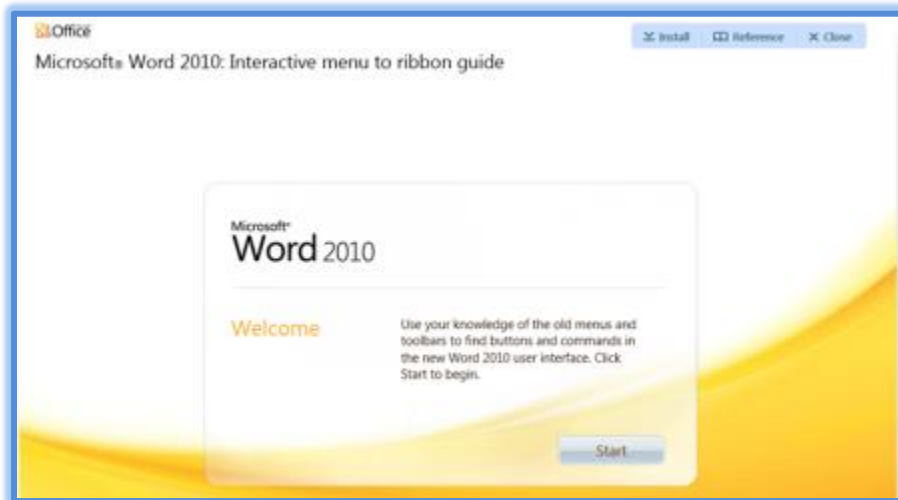 Office
Install Reference Close
Microsoft® Word 2010: Interactive menu to ribbon guide
Microsoft®
Word 2010
Welcome
Use your knowledge of the old menus and
toolbars to find buttons and commands in
the new Word 2010 user interface. Click
Start to begin.
Start